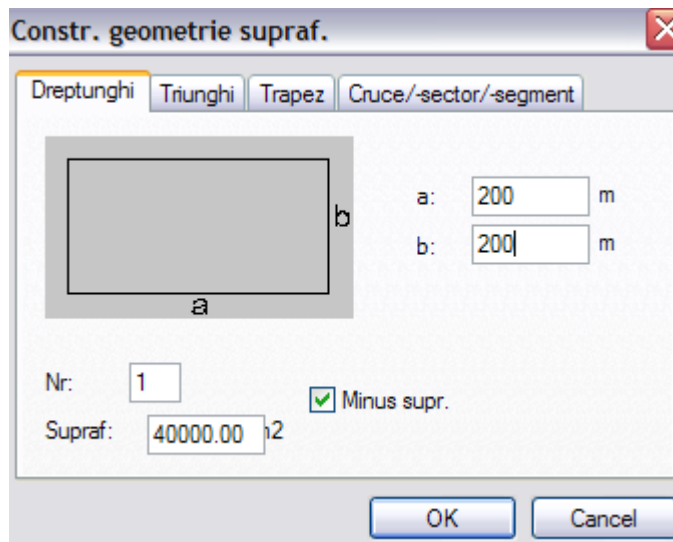 Constr. geometrie supraf.
Dreptunghi Triunghi Trapez Cruce/-sector/-segment
a: 200 m
b
b: 200 m
a
Nr: 1
Minus supr.
Supraf: 40000.00 m2
OK Cancel